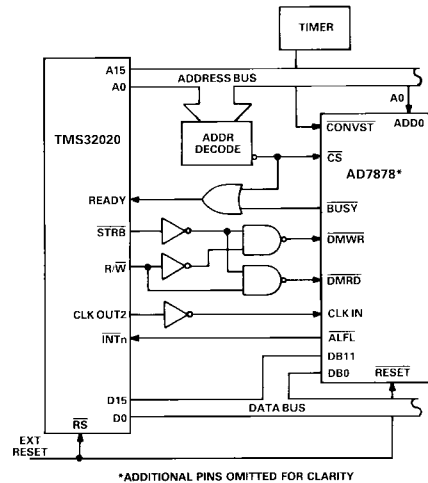 TIMER
A15
ADDRESS BUS
A0
A0
TMS32020
ADDR
DECODE
CONVST
ADD0
CS
AD7878*
READY
BUSY
STRB
DMWR
R/W
DMRD
CLK OUT2
CLK IN
INTn
ALFL
DB11
DB0
RESET
D15
D0
DATA BUS
RS
EXT
RESET
*ADDITIONAL PINS OMITTED FOR CLARITY